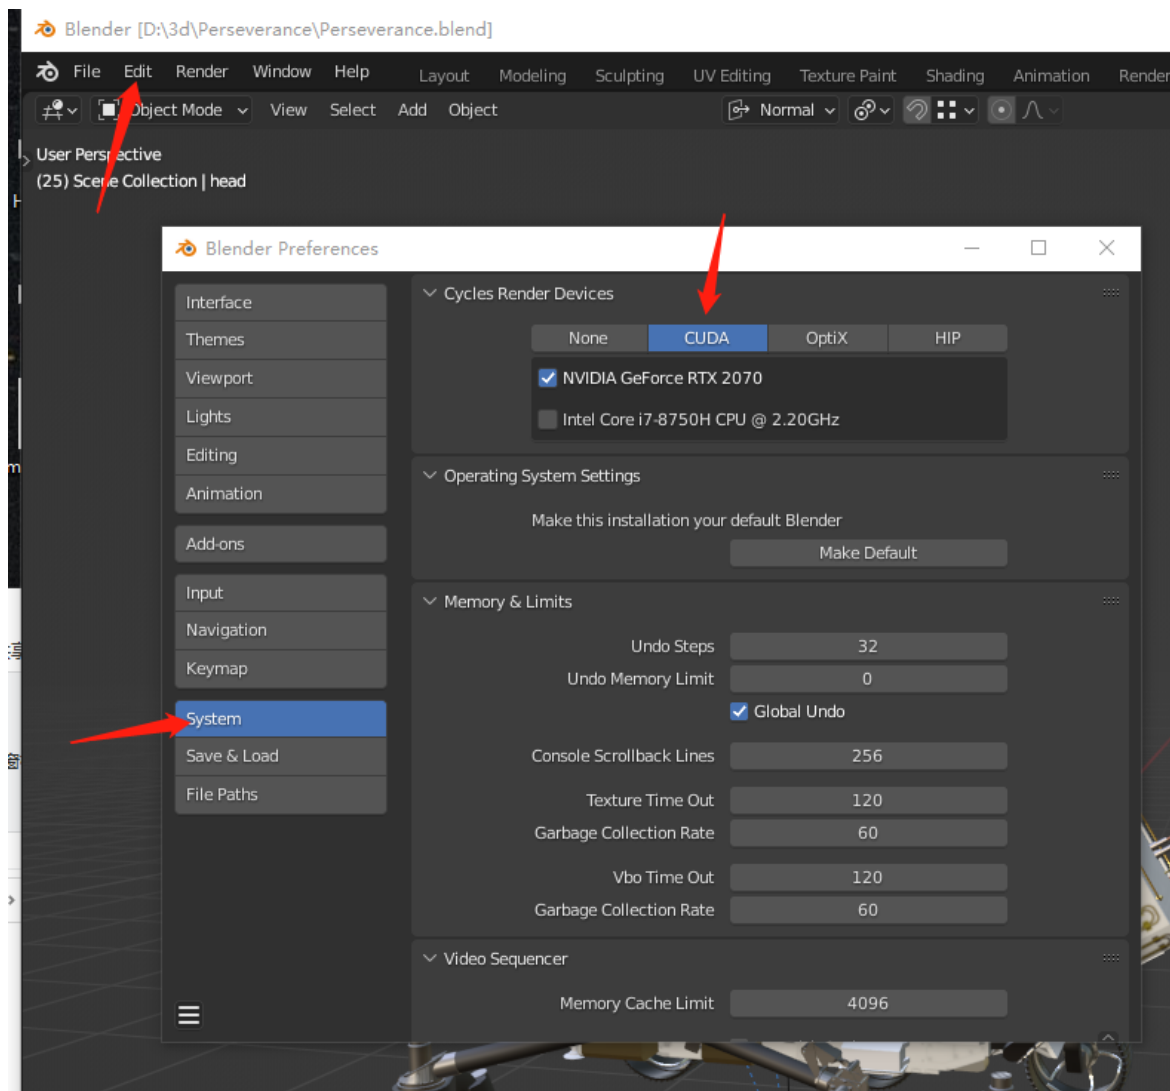 Blender [D:\3d\Perseverance\Perseverance.blend]
File Edit Render Window Help Layout Modeling Sculpting UV Editing Texture Paint Shading Animation Render
Object Mode View Select Add Object Normal
User Perspective
(25) Scene Collection | head
Blender Preferences
Interface
Themes
Viewport
Lights
Editing
Animation
Add-ons
Input
Navigation
Keymap
System
Save & Load
File Paths
Cycles Render Devices
None CUDA OptiX HIP
NVIDIA GeForce RTX 2070
Intel Core i7-8750H CPU @ 2.20GHz
Operating System Settings
Make this installation your default Blender
Make Default
Memory & Limits
Undo Steps 32
Undo Memory Limit 0
Global Undo
Console Scrollback Lines 256
Texture Time Out 120
Garbage Collection Rate 60
Vbo Time Out 120
Garbage Collection Rate 60
Video Sequencer
Memory Cache Limit 4096